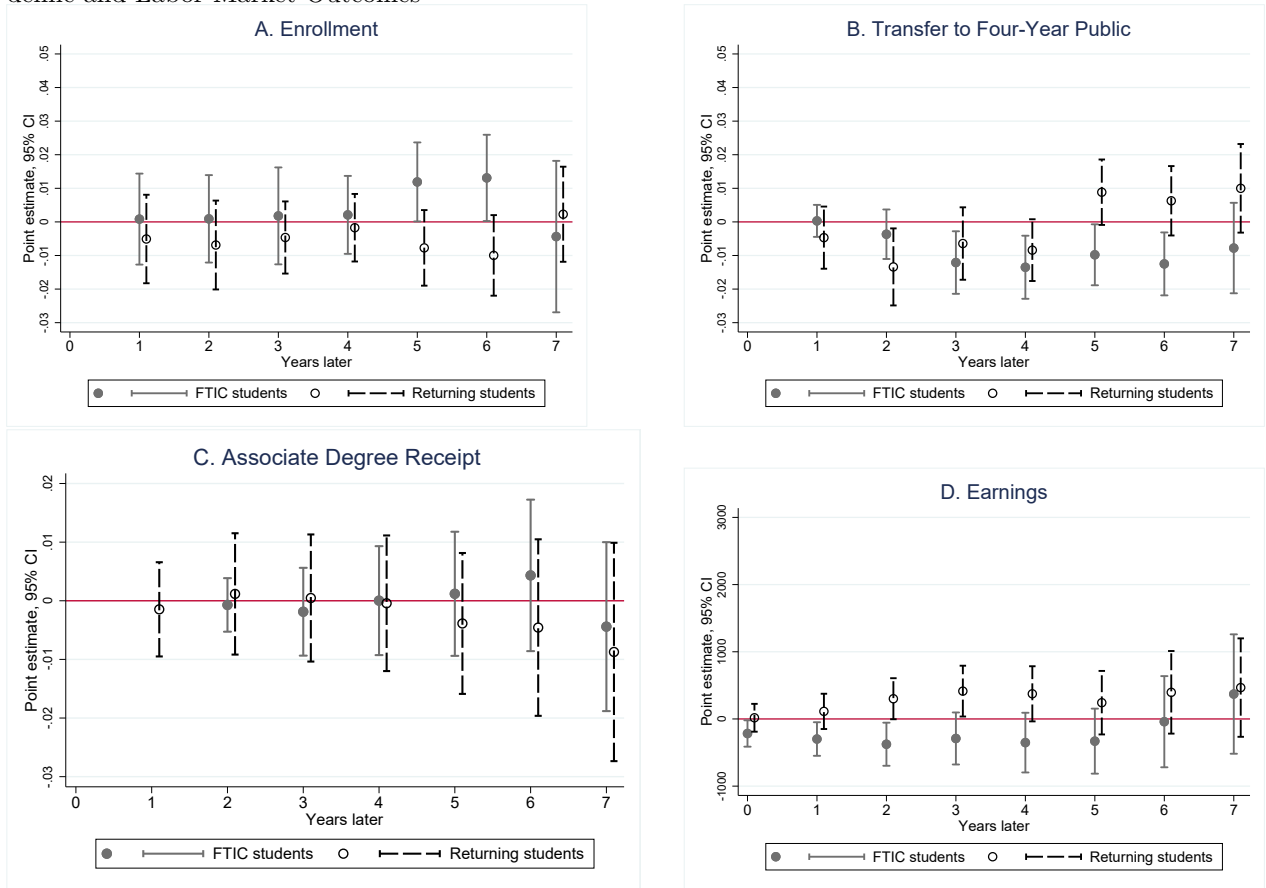 demic and Labor Market Outcomes
A. Enrollment
Point estimate, 95% CI
.05
.04
.03
.02
.01
0
-.01
-.02
-.03
0 1 2 3 4 5 6 7
Years later
FTIC students Returning students
B. Transfer to Four-Year Public
Point estimate, 95% CI
.05
.04
.03
.02
.01
0
-.01
-.02
-.03
0 1 2 3 4 5 6 7
Years later
FTIC students Returning students
C. Associate Degree Receipt
Point estimate, 95% CI
.02
.01
0
-.01
-.02
-.03
0 1 2 3 4 5 6 7
Years later
FTIC students Returning students
D. Earnings
Point estimate, 95% CI
3000
2000
1000
0
-1000
0 1 2 3 4 5 6 7
Years later
FTIC students Returning students